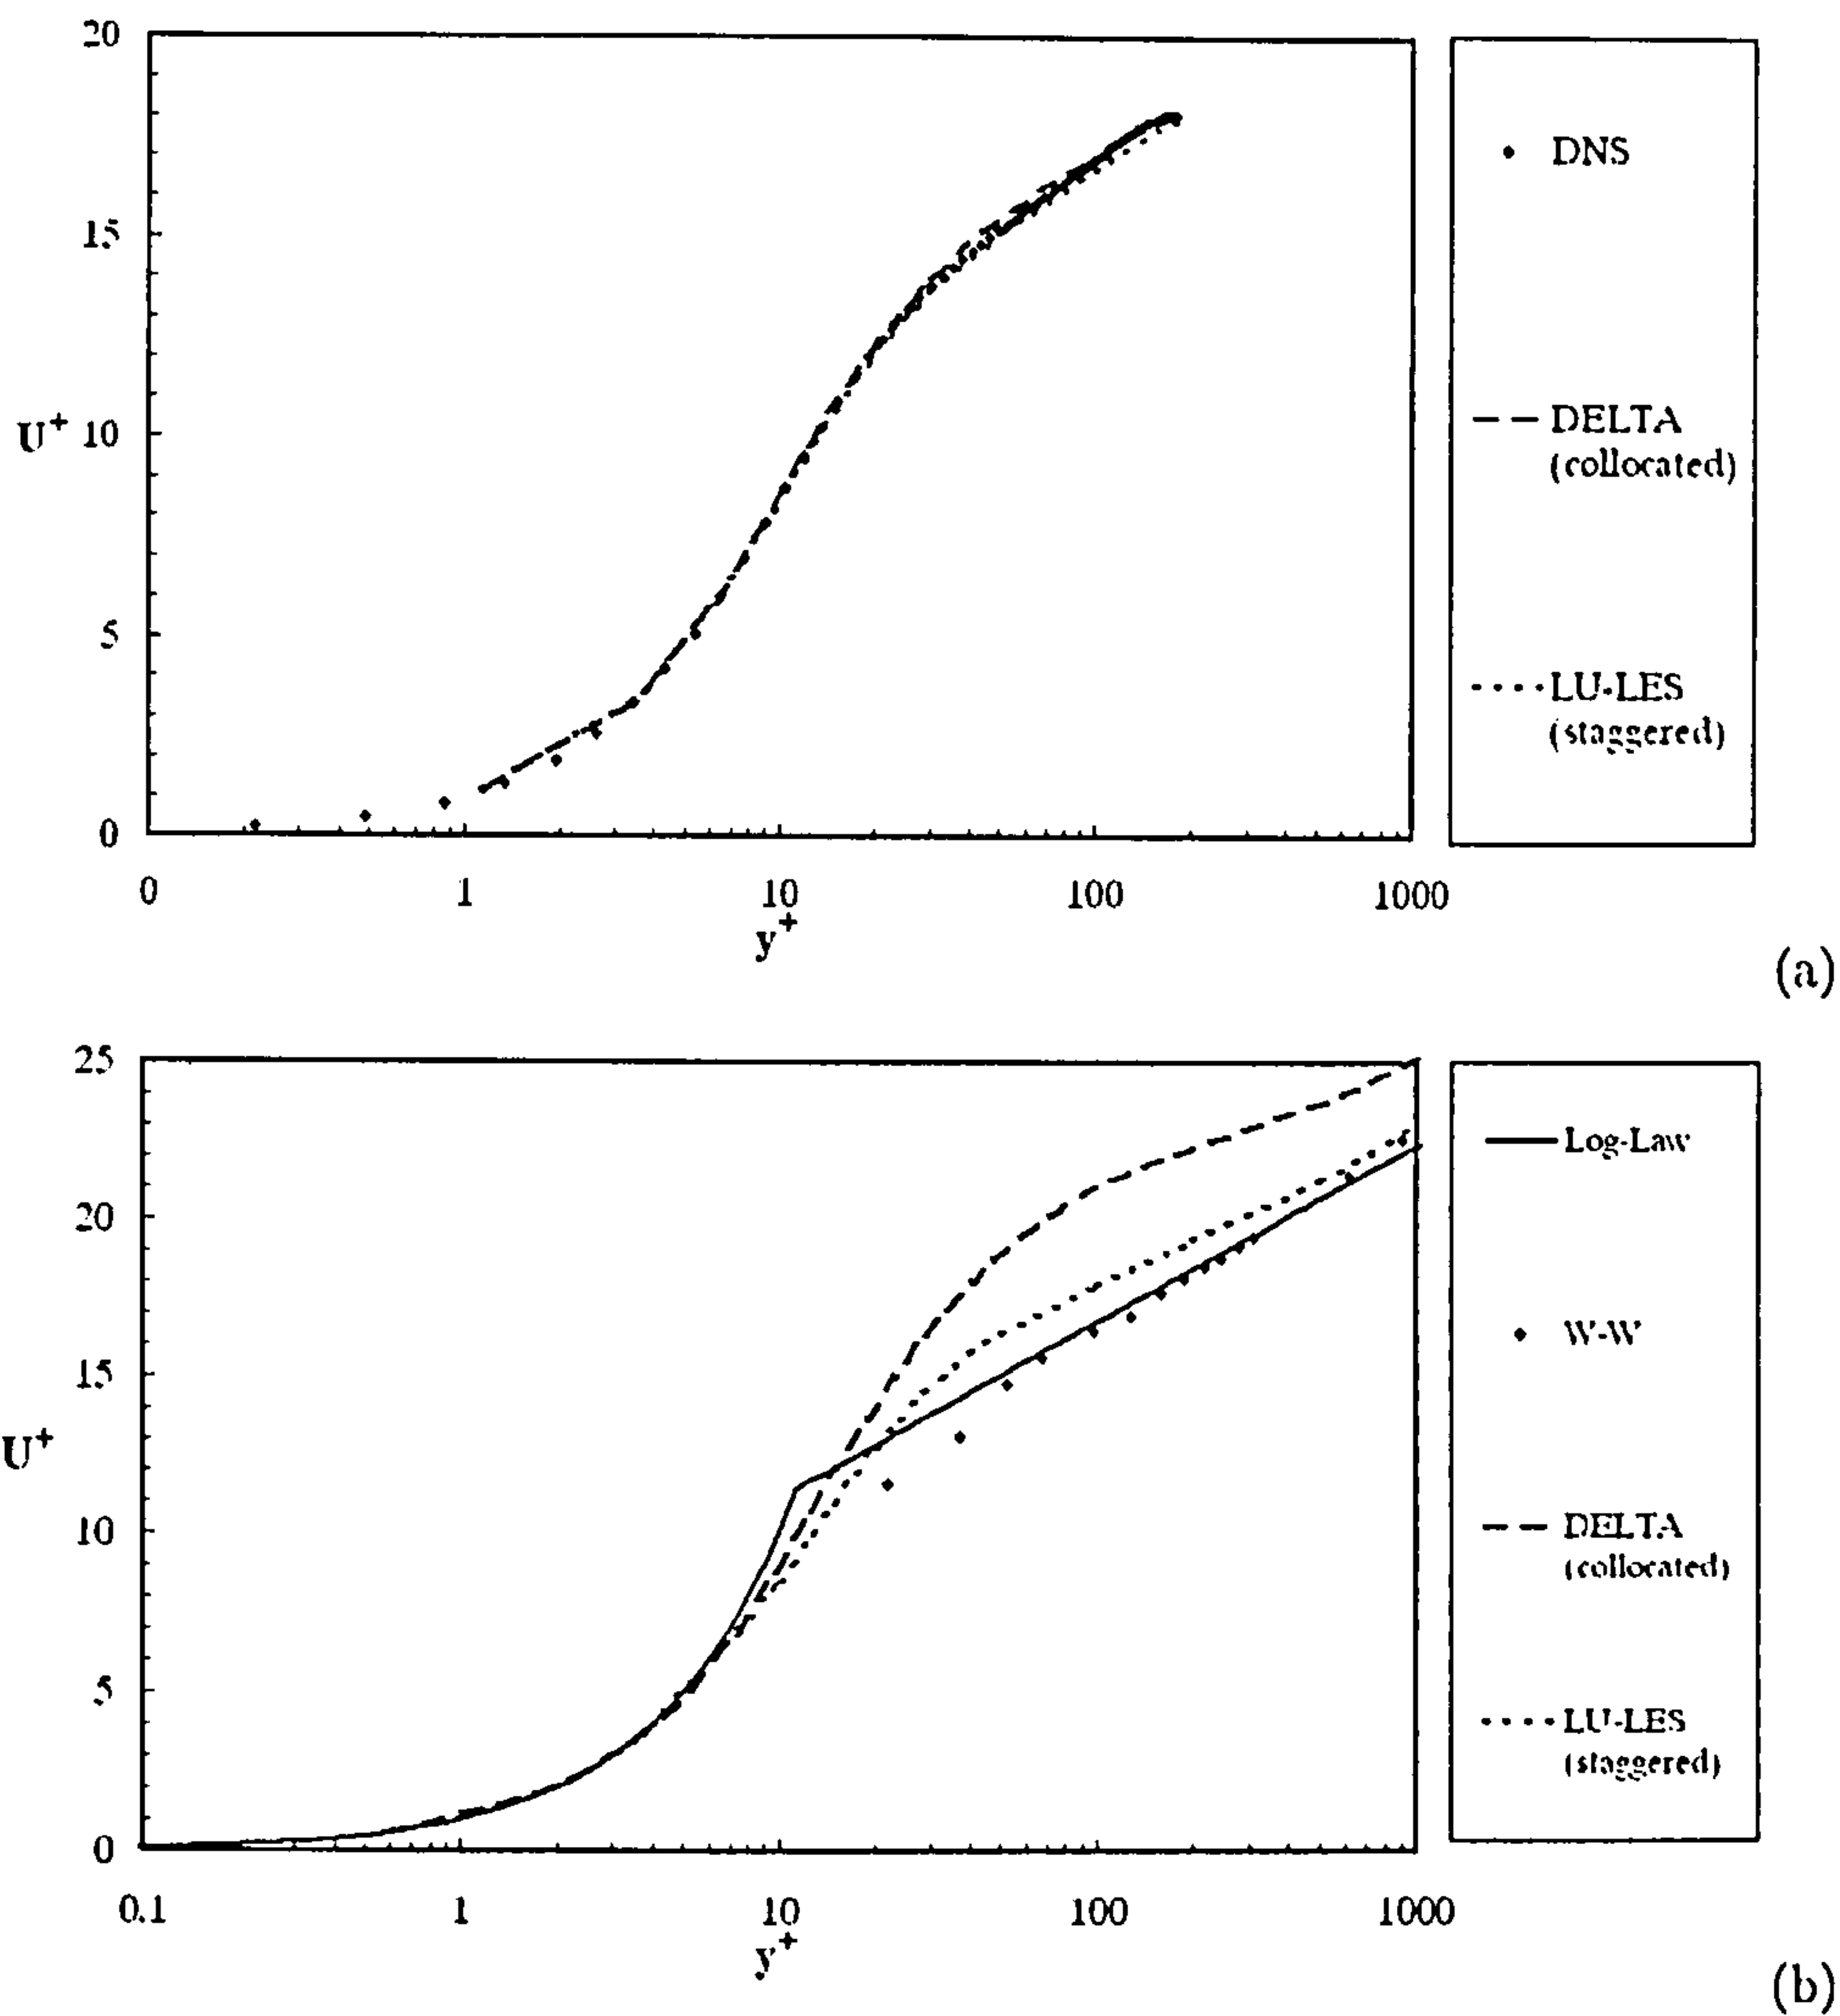 20
15
U+ 10
5
0
0 1 10 100 1000
y+
DNS
DELTA
(collocated)
LU-LES
(staggered)
(a)
25
20
15
U+
10
5
0
0.1 1 10 100 1000
y+
Log-Law
W-W
DELTA
(collocated)
LU-LES
(staggered)
(b)